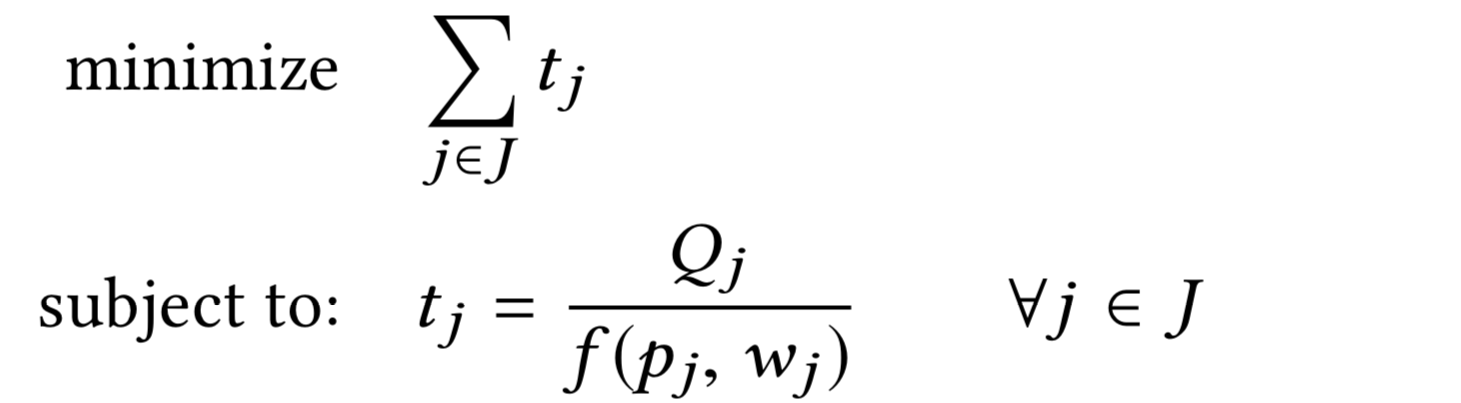 minimize ∑_{j∈J} t_j
subject to: t_j = Q_j / f(p_j, w_j) ∀j ∈ J